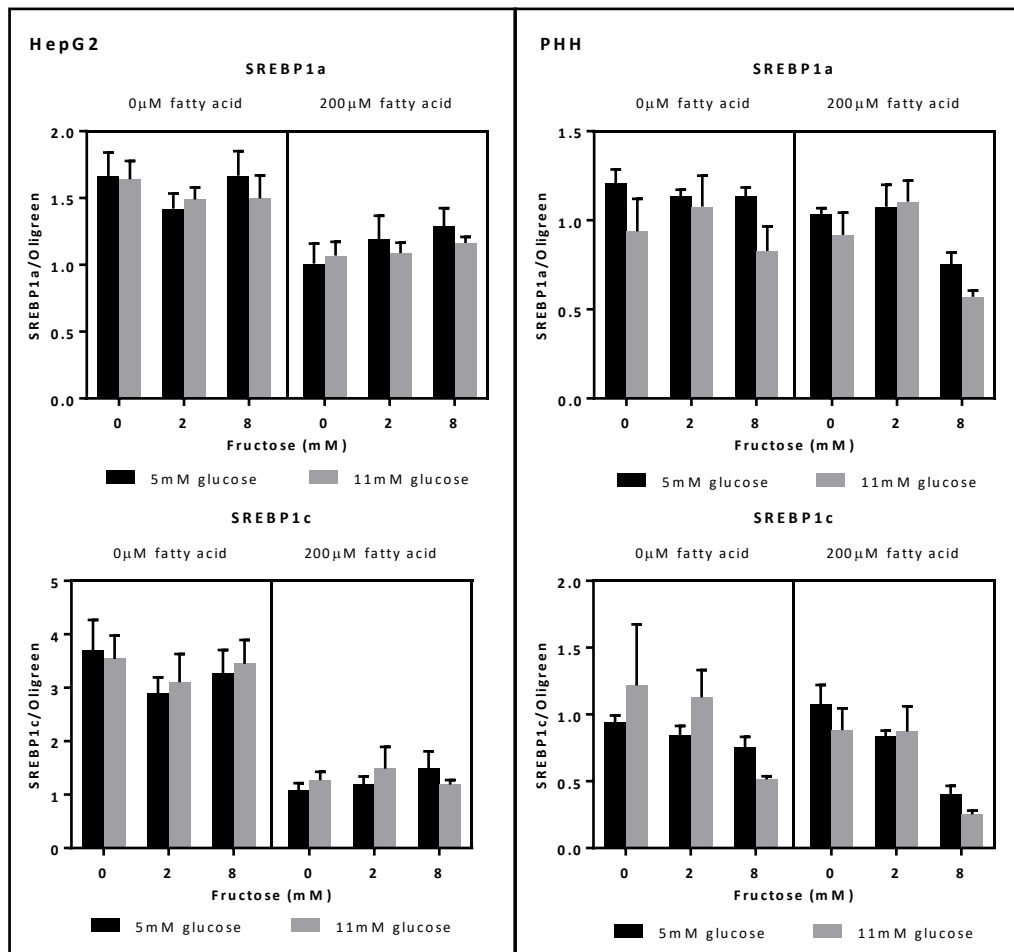 HepG2
SREBP1a
0μM fatty acid 200μM fatty acid
2.0
1.5
1.0
0.5
0.0
SREBP1a/Oligreen
0 2 8 0 2 8
Fructose (mM)
5mM glucose 11mM glucose
SREBP1c
0μM fatty acid 200μM fatty acid
5
4
3
2
1
0
SREBP1c/Oligreen
0 2 8 0 2 8
Fructose (mM)
5mM glucose 11mM glucose
PHH
SREBP1a
0μM fatty acid 200μM fatty acid
1.5
1.0
0.5
0.0
SREBP1a/Oligreen
0 2 8 0 2 8
Fructose (mM)
5mM glucose 11mM glucose
SREBP1c
0μM fatty acid 200μM fatty acid
2.0
1.5
1.0
0.5
0.0
SREBP1c/Oligreen
0 2 8 0 2 8
Fructose (mM)
5mM glucose 11mM glucose